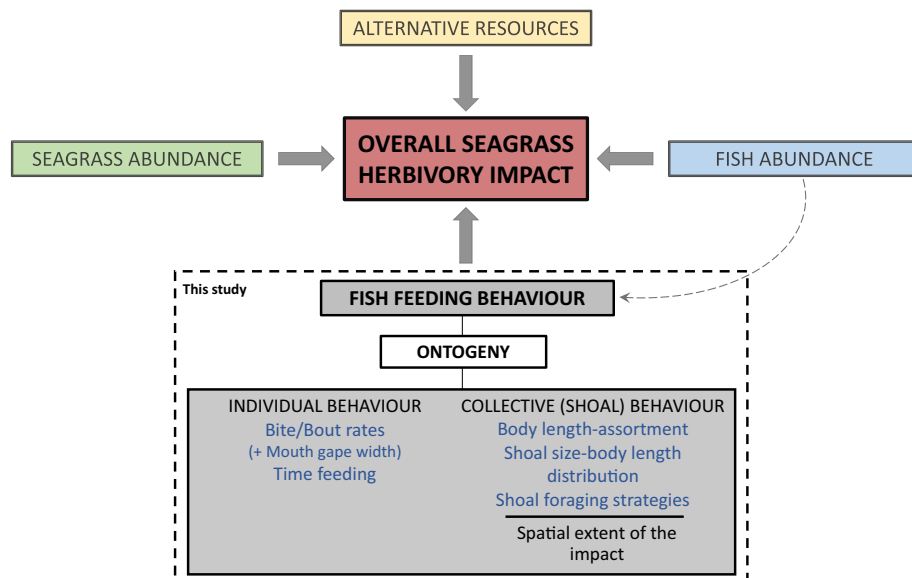 ALTERNATIVE RESOURCES
OVERALL SEAGRASS
HERBIVORY IMPACT
SEAGRASS ABUNDANCE
FISH ABUNDANCE
This study
FISH FEEDING BEHAVIOUR
ONTOGENY
INDIVIDUAL BEHAVIOUR
Bite/Bout rates
(+ Mouth gape width)
Time feeding
COLLECTIVE (SHOAL) BEHAVIOUR
Body length-assortment
Shoal size-body length
distribution
Shoal foraging strategies
Spatial extent of the
impact